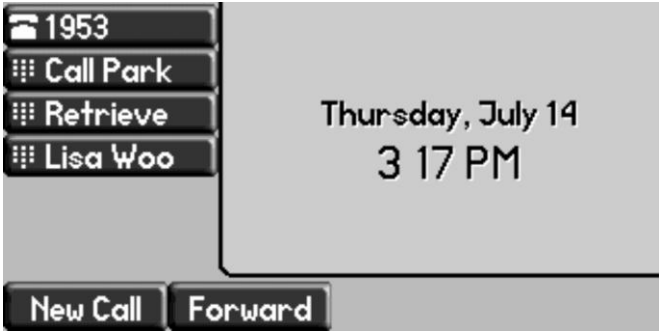 1953
Call Park
Retrieve
Lisa Woo
Thursday, July 14
3 17 PM
New Call
Forward